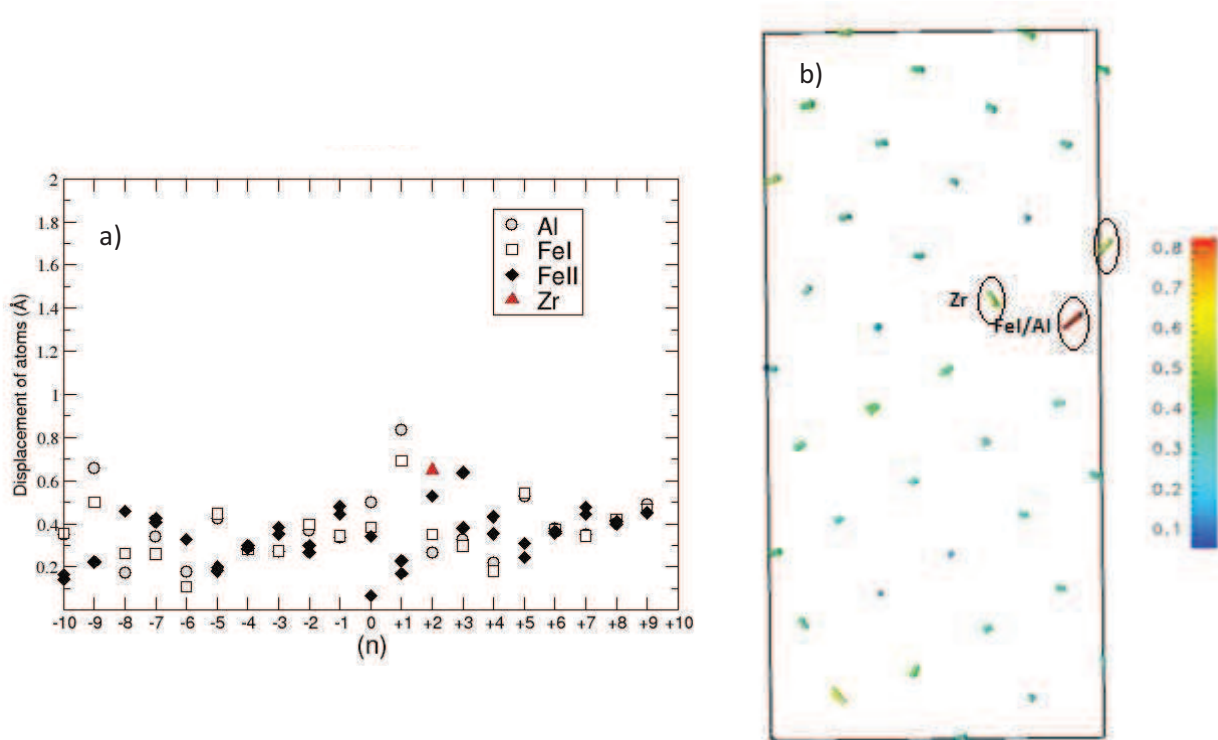 a)
Displacement of atoms (Å)
2
1.8
1.6
1.4
1.2
1
0.8
0.6
0.4
0.2
-10 -9 -8 -7 -6 -5 -4 -3 -2 -1 0 +1 +2 +3 +4 +5 +6 +7 +8 +9 +10
(n)
Al
FeI
FeII
Zr
b)
Zr
FeI/Al
0.8
0.7
0.6
0.5
0.4
0.3
0.2
0.1